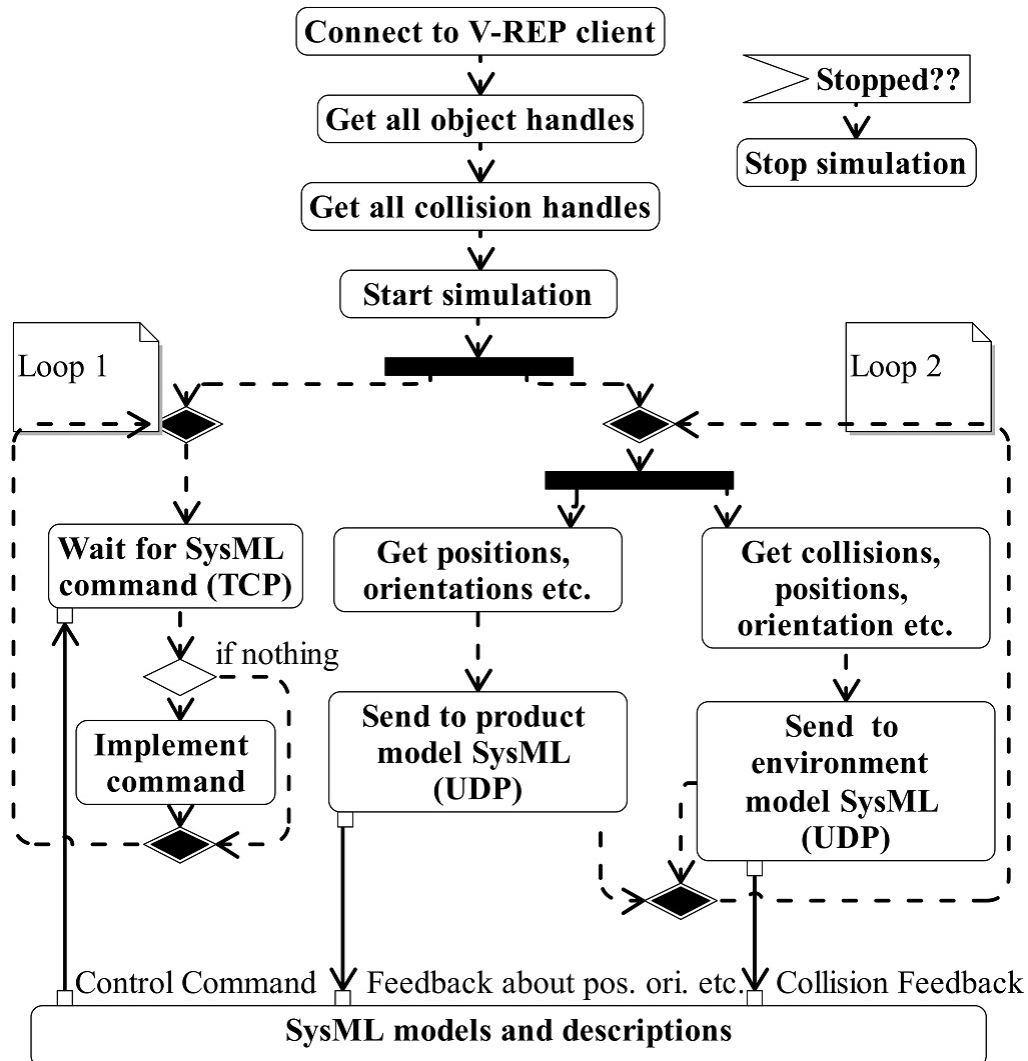 Connect to V-REP client
Stopped??
Get all object handles
Stop simulation
Get all collision handles
Start simulation
Loop 1
Loop 2
Wait for SysML
command (TCP)
Get positions,
orientations etc.
Get collisions,
positions,
orientation etc.
if nothing
Implement
command
Send to product
model SysML
(UDP)
Send to
environment
model SysML
(UDP)
Control Command
Feedback about pos. ori. etc.
Collision Feedback
SysML models and descriptions